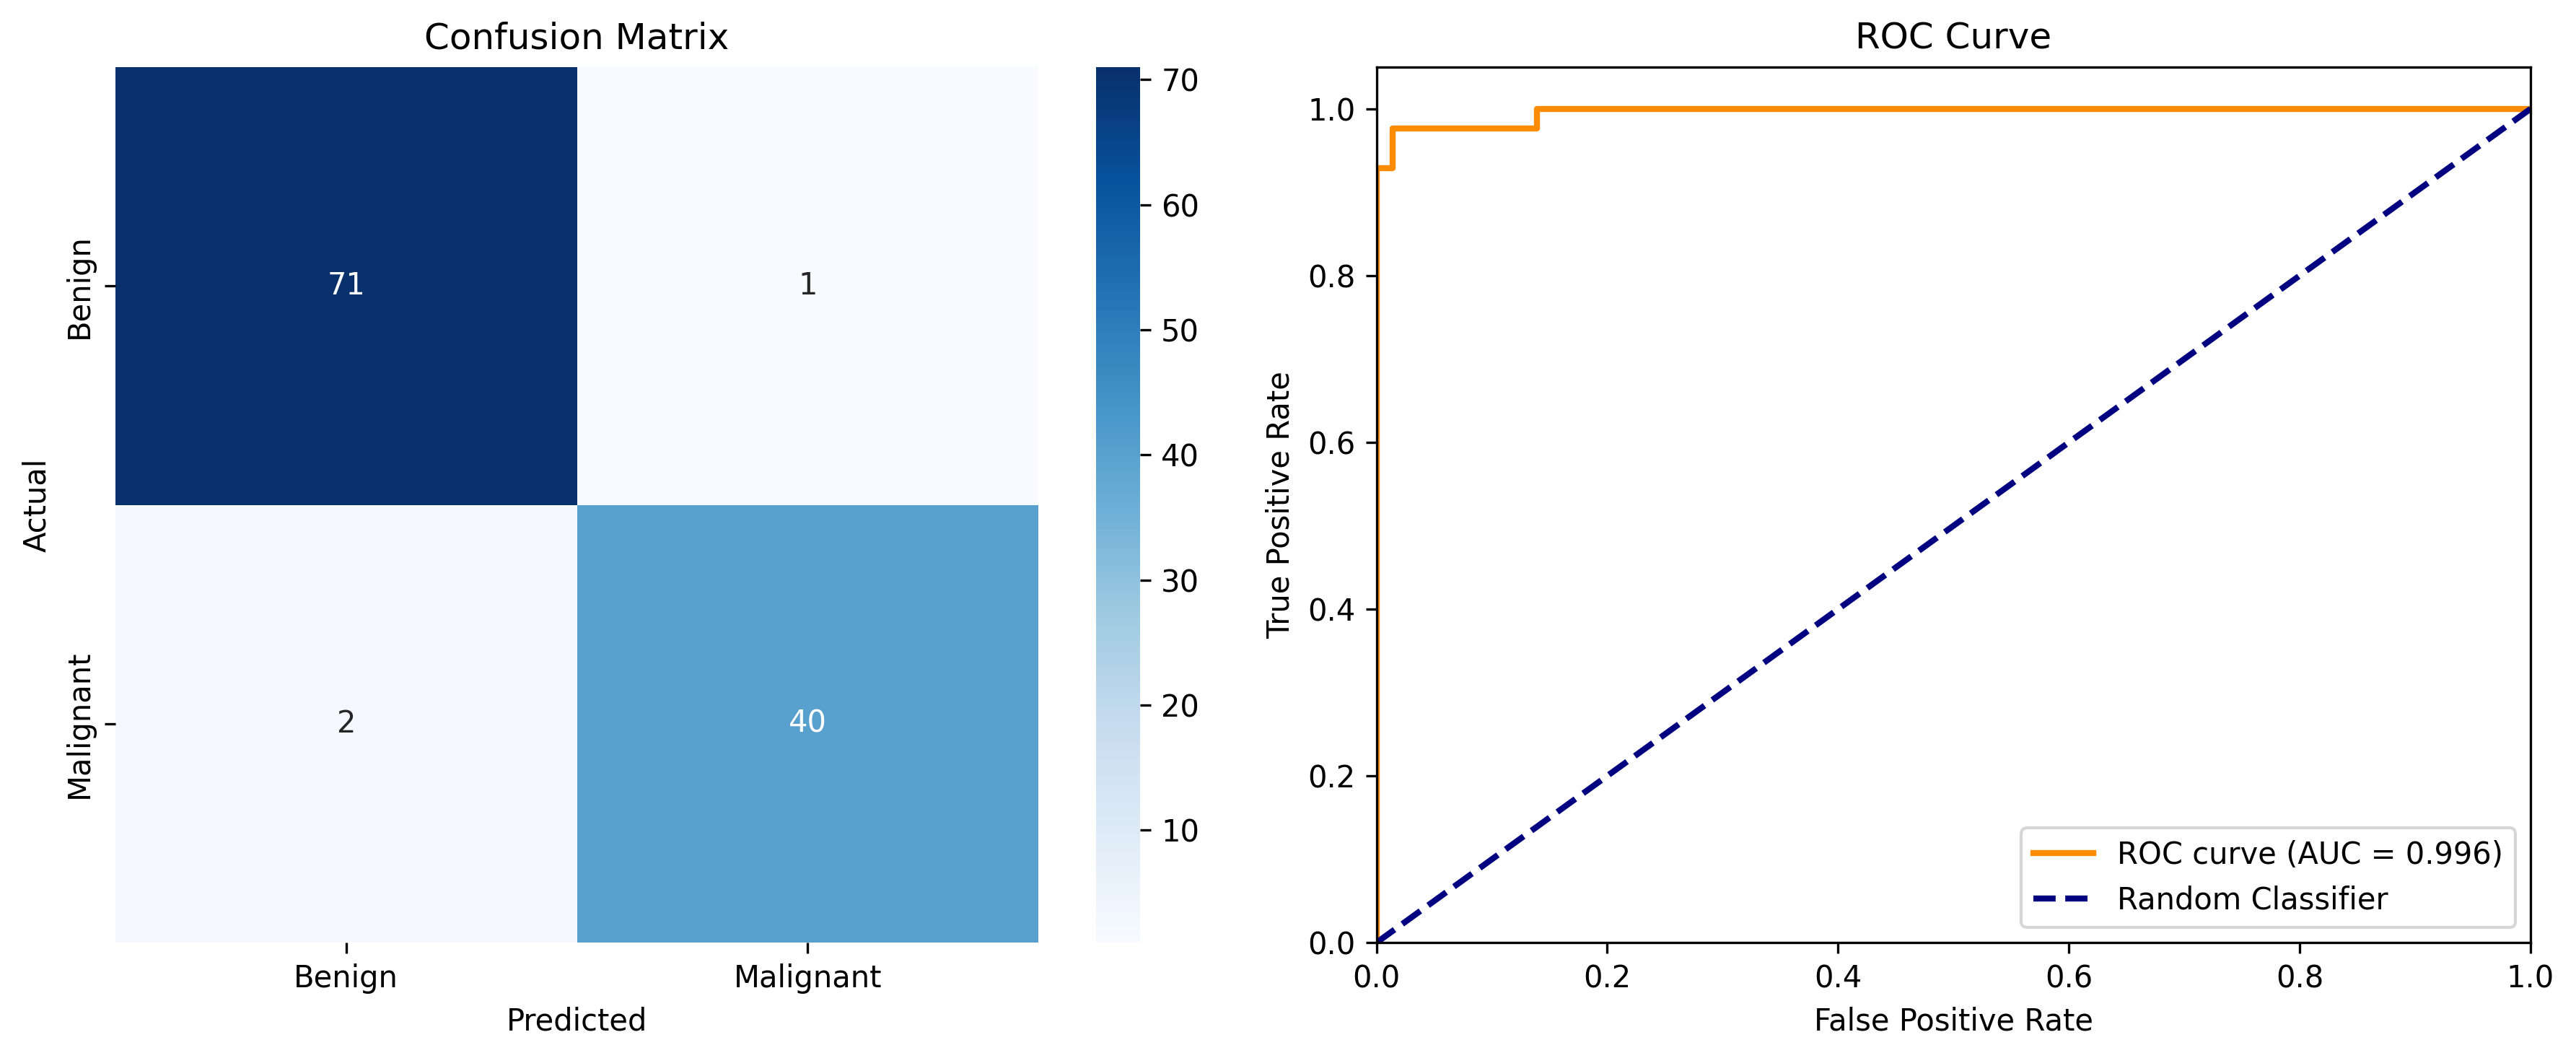 Confusion Matrix
Benign
71
1
Actual
Malignant
2
40
Benign
Malignant
Predicted
70
60
50
40
30
20
10
ROC Curve
True Positive Rate
1.0
0.8
0.6
0.4
0.2
0.0
ROC curve (AUC = 0.996)
Random Classifier
0.0
0.2
0.4
0.6
0.8
1.0
False Positive Rate